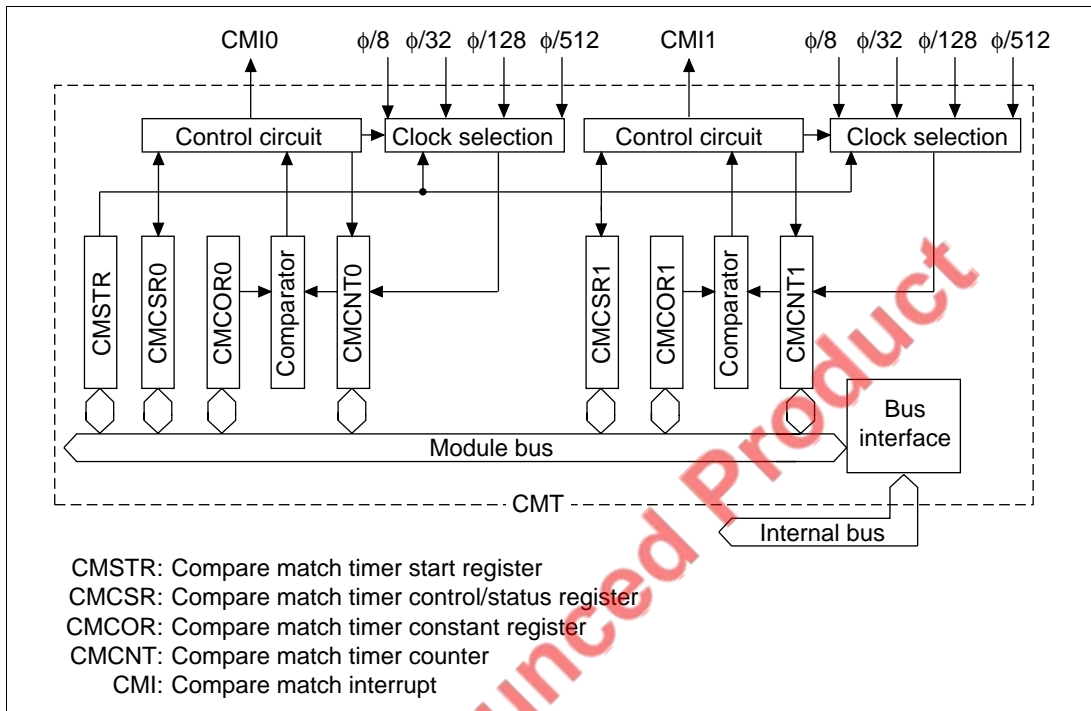 CMI0 ϕ/8 ϕ/32 ϕ/128 ϕ/512 CMI1 ϕ/8 ϕ/32 ϕ/128 ϕ/512
Control circuit Clock selection Control circuit Clock selection
CMSTR CMCSR0 CMCOR0 Comparator CMCNT0 CMCSR1 CMCOR1 Comparator CMCNT1
Bus
interface
Module bus
CMT
Internal bus
CMSTR: Compare match timer start register
CMCSR: Compare match timer control/status register
CMCOR: Compare match timer constant register
CMCNT: Compare match timer counter
CMI: Compare match interrupt
Product